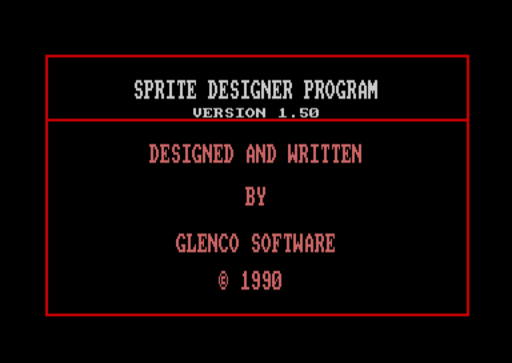 SPRITE DESIGNER PROGRAM
VERSION 1.50
DESIGNED AND WRITTEN
BY
GLENCO SOFTWARE
© 1990